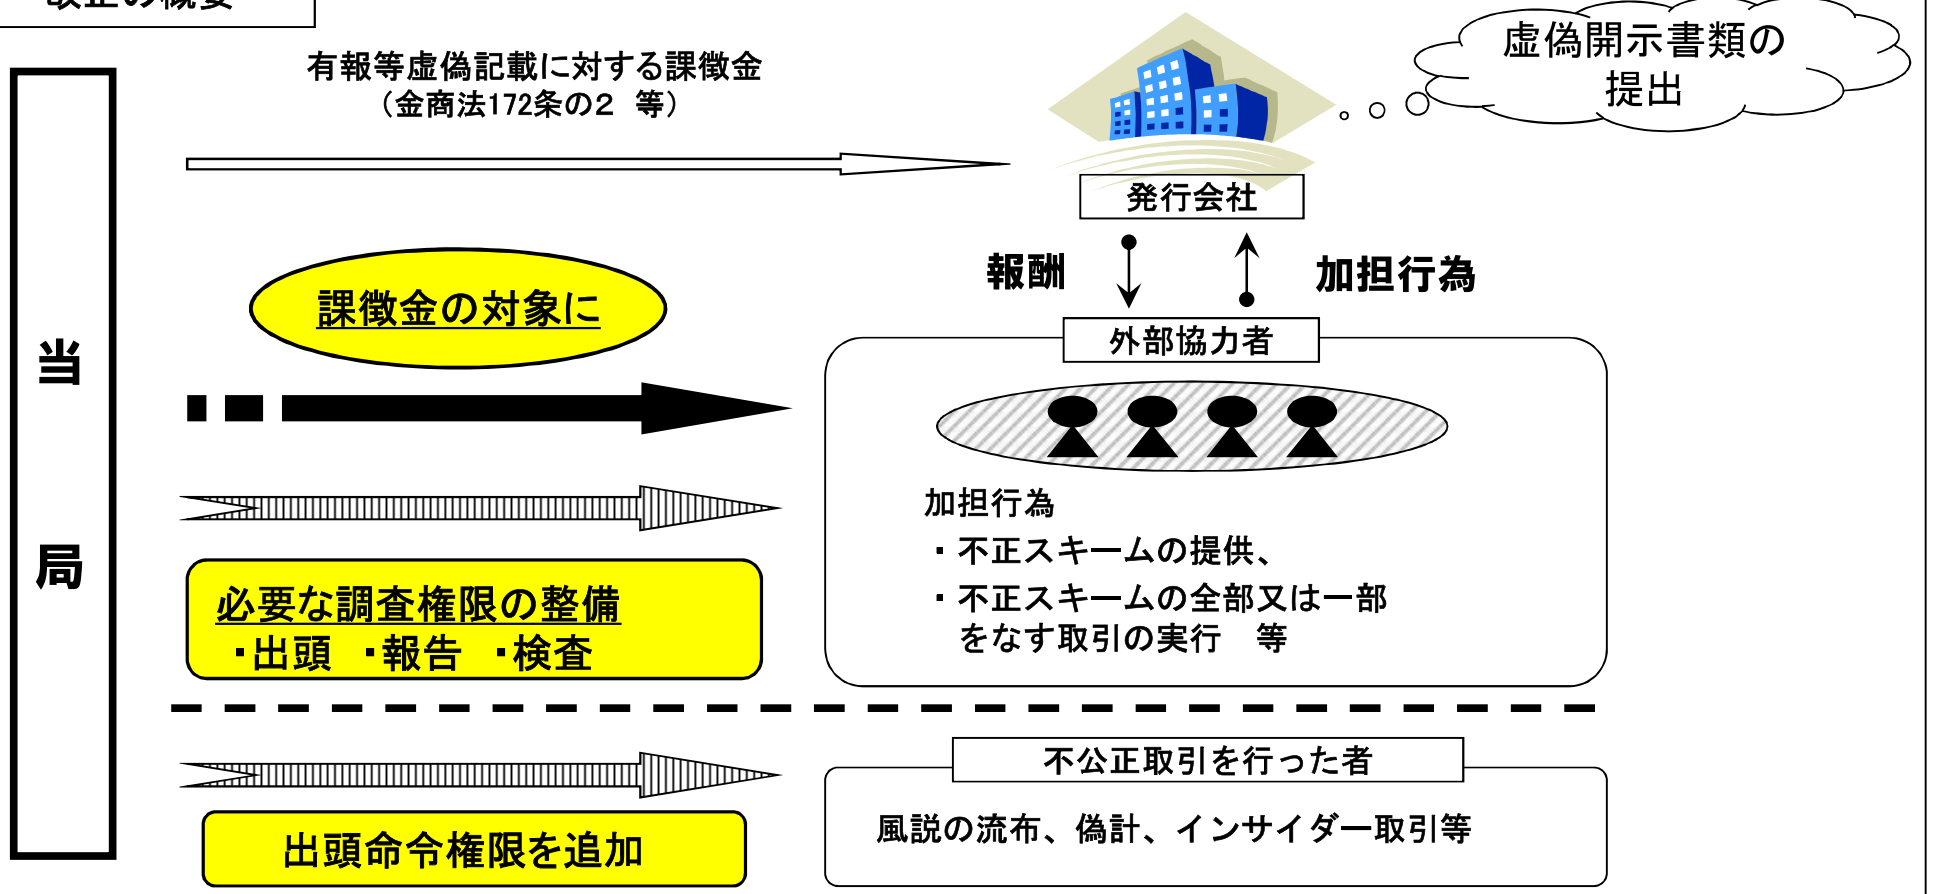 改正の概要
虚偽開示書類の
提出
有報等虚偽記載に対する課徴金
（金商法172条の２ 等）
発行会社
報酬
加担行為
課徴金の対象に
外部協力者
当
局
加担行為
・不正スキームの提供、
・不正スキームの全部又は一部
をなす取引の実行 等
必要な調査権限の整備
・出頭 ・報告 ・検査
不公正取引を行った者
風説の流布、偽計、インサイダー取引等
出頭命令権限を追加